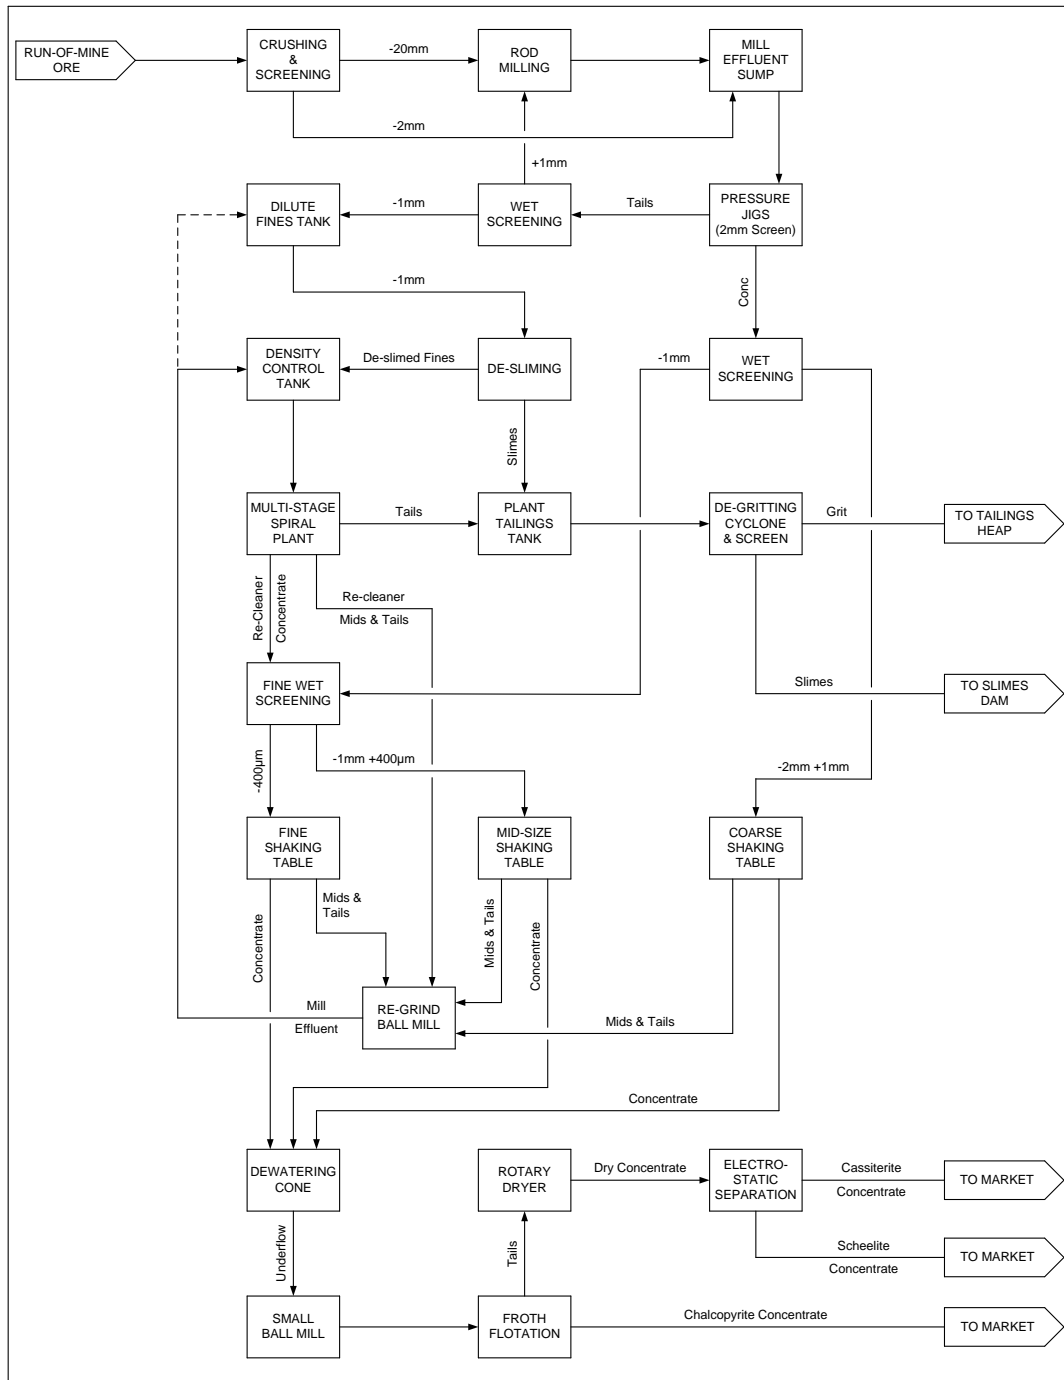 RUN-OF-MINE
ORE
CRUSHING
&
SCREENING
-20mm
ROD
MILLING
MILL
EFFLUENT
SUMP
-2mm
+1mm
DILUTE
FINES TANK
-1mm
WET
SCREENING
Tails
PRESSURE
JIGS
(2mm Screen)
-1mm
Conc
DENSITY
CONTROL
TANK
De-slimed Fines
DE-SLIMING
-1mm
WET
SCREENING
Slimes
MULTI-STAGE
SPIRAL
PLANT
Tails
PLANT
TAILINGS
TANK
DE-GRITTING
CYCLONE
& SCREEN
Grit
TO TAILINGS
HEAP
Re-Cleaner
Concentrate
Re-cleaner
Mids & Tails
FINE WET
SCREENING
Slimes
TO SLIMES
DAM
-400µm
-1mm +400µm
-2mm +1mm
FINE
SHAKING
TABLE
MID-SIZE
SHAKING
TABLE
COARSE
SHAKING
TABLE
Concentrate
Mids &
Tails
Mids & Tails
Concentrate
Mill
Effluent
RE-GRIND
BALL MILL
Mids & Tails
Concentrate
DEWATERING
CONE
ROTARY
DRYER
Dry Concentrate
ELECTRO-
STATIC
SEPARATION
Cassiterite
Concentrate
TO MARKET
Underflow
Tails
Scheelite
Concentrate
TO MARKET
SMALL
BALL MILL
FROTH
FLOTATION
Chalcopyrite Concentrate
TO MARKET